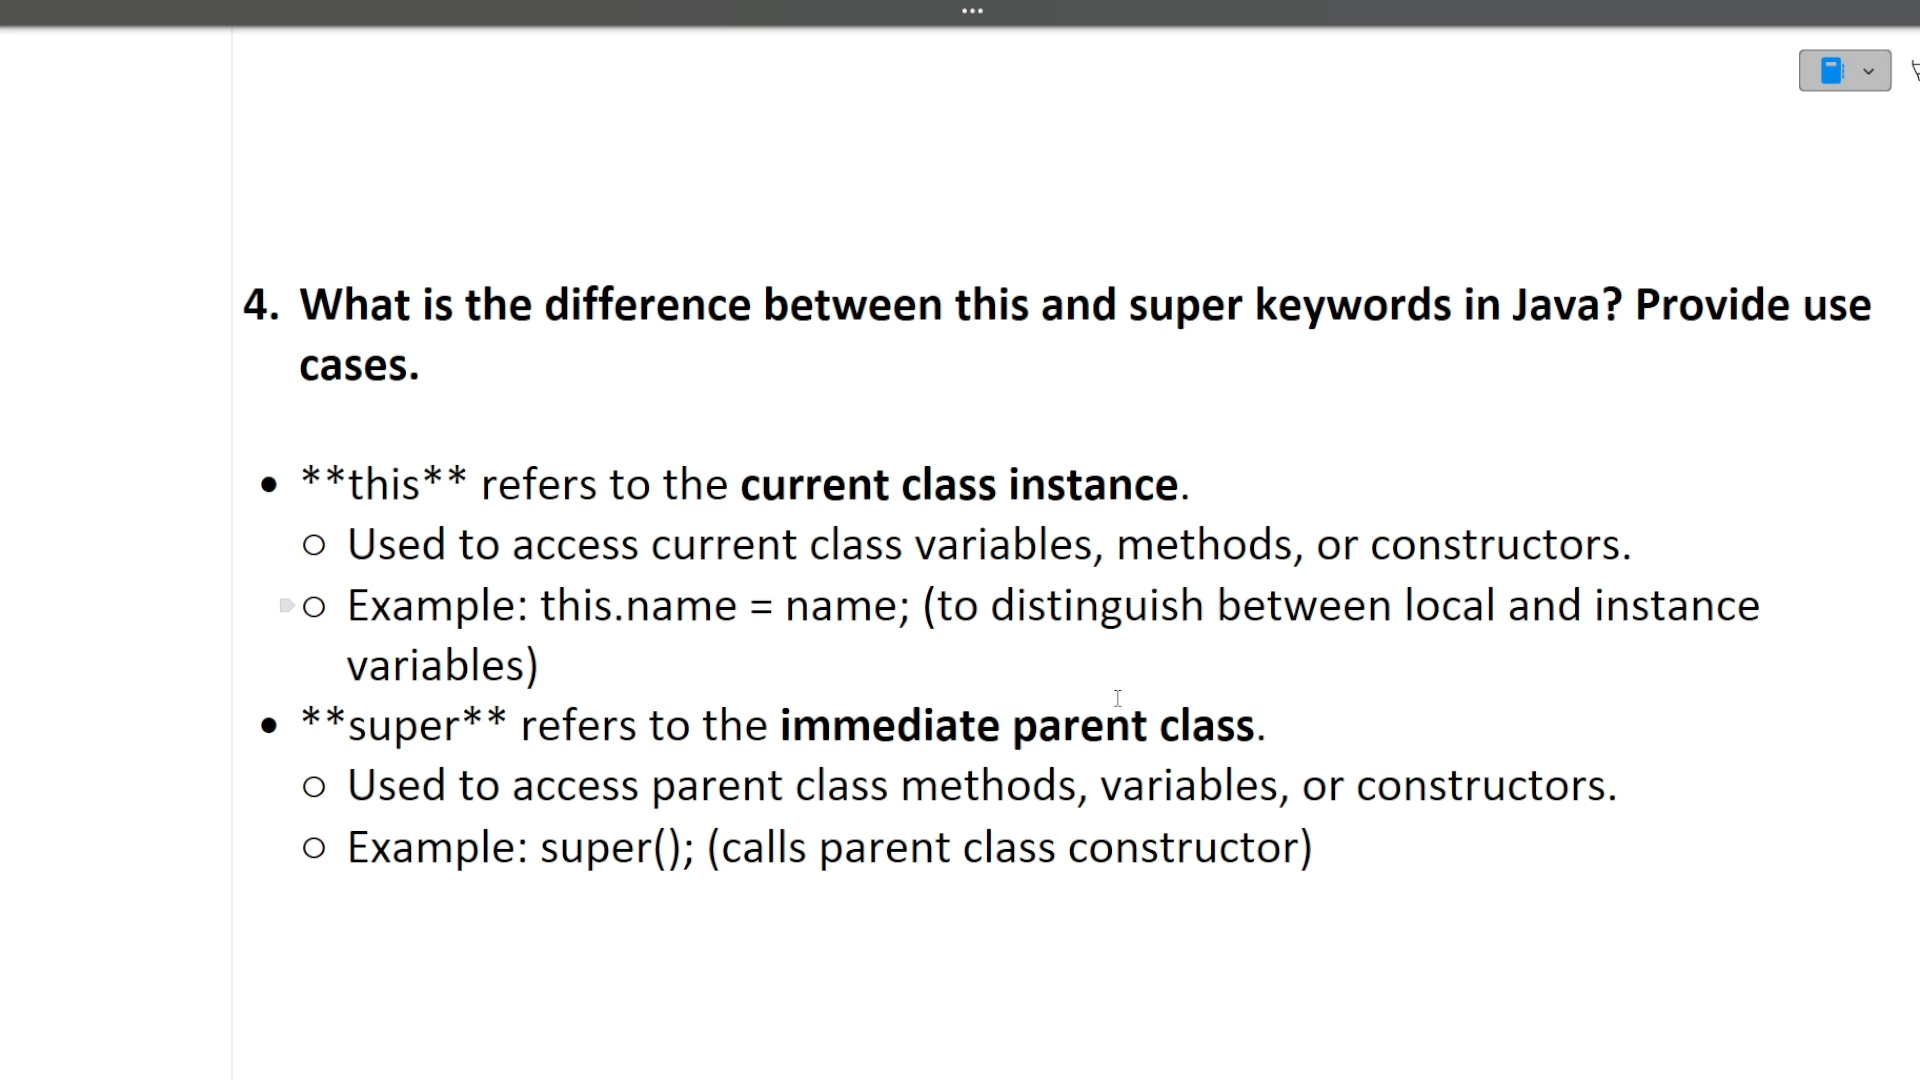 4. What is the difference between this and super keywords in Java? Provide use
cases.
• **this** refers to the current class instance.
○ Used to access current class variables, methods, or constructors.
○ Example: this.name = name; (to distinguish between local and instance
variables)
• **super** refers to the immediate parent class.
○ Used to access parent class methods, variables, or constructors.
○ Example: super(); (calls parent class constructor)